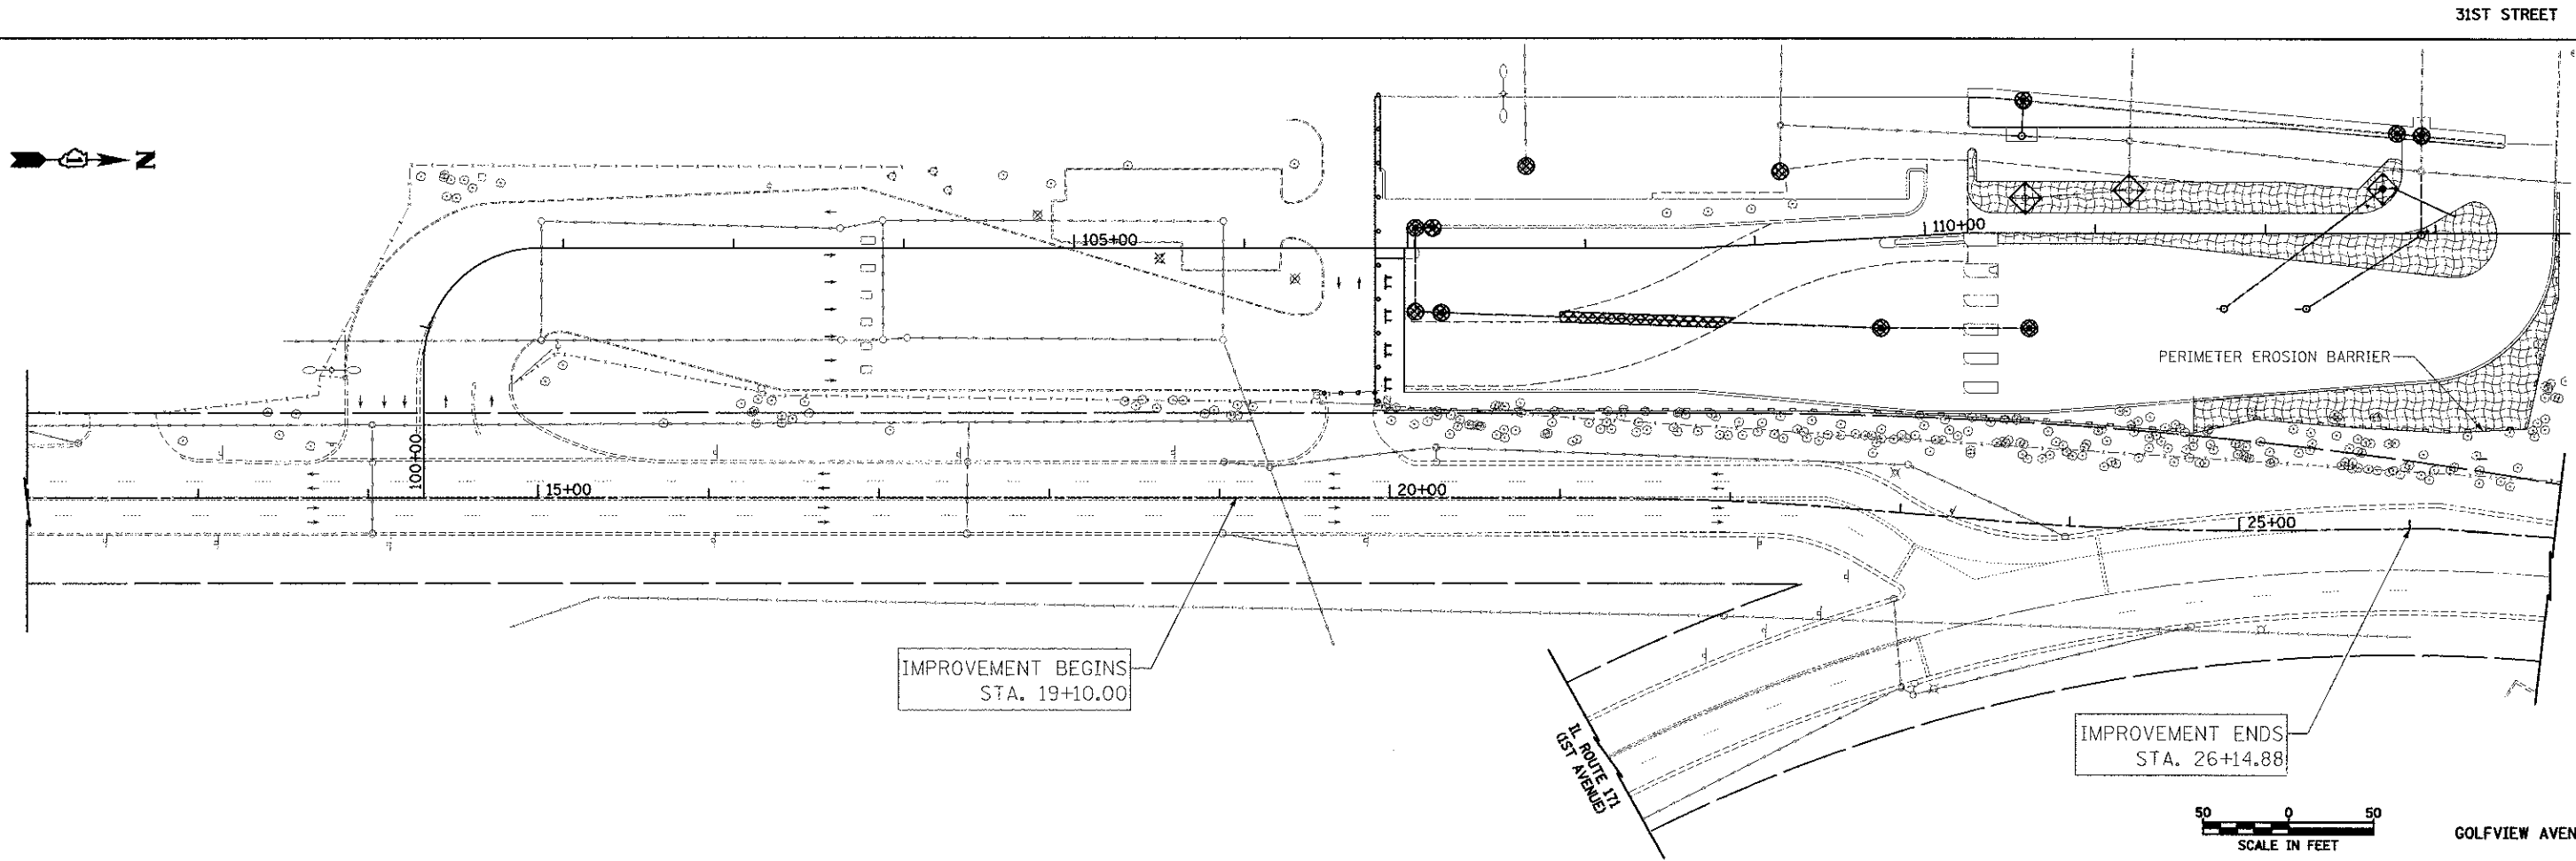 31ST STREET
N
105+00
110+00
PERIMETER EROSION BARRIER
100+00
15+00
20+00
25+00
IMPROVEMENT BEGINS
STA. 19+10.00
IL ROUTE 171
(1ST AVENUE)
IMPROVEMENT ENDS
STA. 26+14.88
50 0 50
SCALE IN FEET
GOLFVIEW AVEN